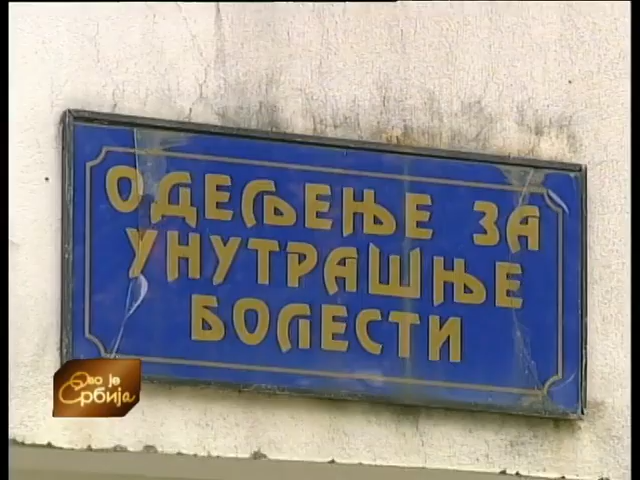 ОДЕЉЕЊЕ ЗА
УНУТРАШЊЕ
БОЛЕСТИ
Ово је
Србија